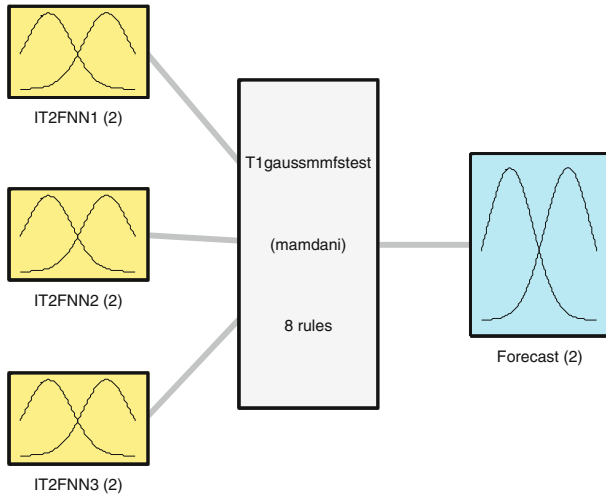 IT2FNN1 (2)
T1gaussmmfstest
IT2FNN2 (2)
(mamdani)
8 rules
Forecast (2)
IT2FNN3 (2)